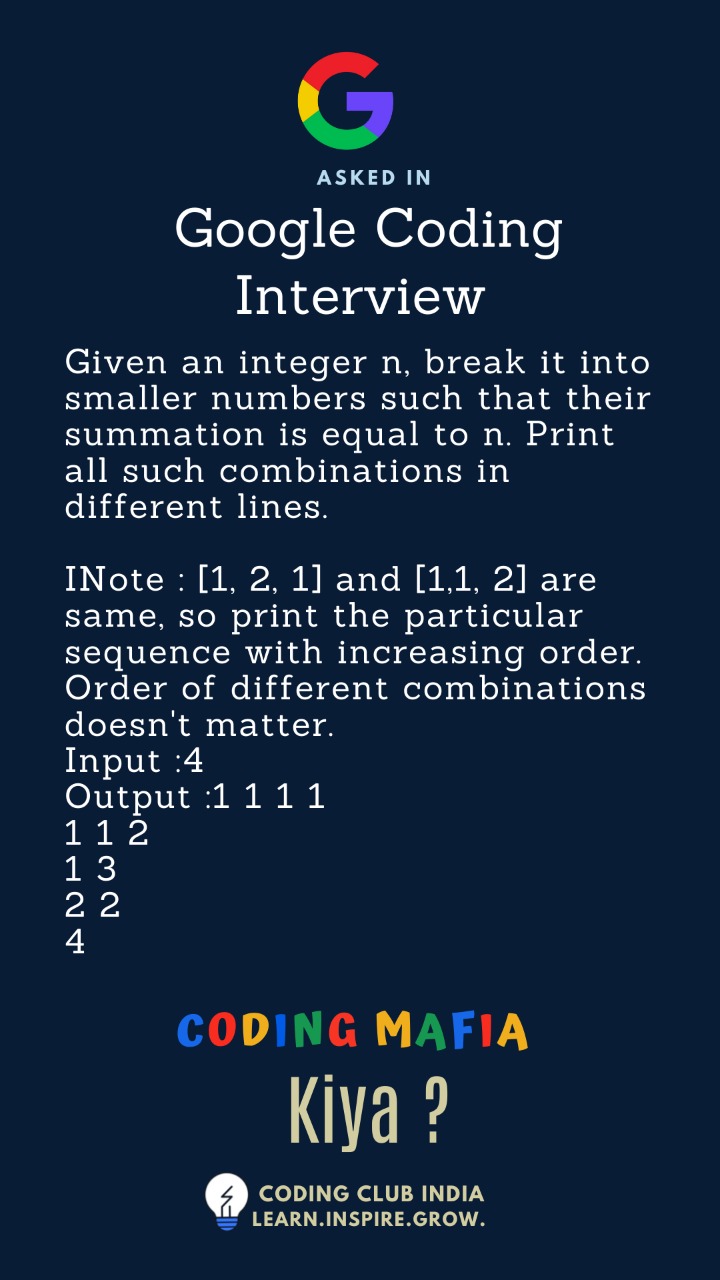 G
ASKED IN
Google Coding
Interview
Given an integer n, break it into
smaller numbers such that their
summation is equal to n. Print
all such combinations in
different lines.
INote : [1, 2, 1] and [1,1, 2] are
same, so print the particular
sequence with increasing order.
Order of different combinations
doesn't matter.
Input :4
Output :1 1 1 1
1 1 2
1 3
2 2
4
CODING MAFIA
Kiya ?
CODING CLUB INDIA
LEARN.INSPIRE.GROW.